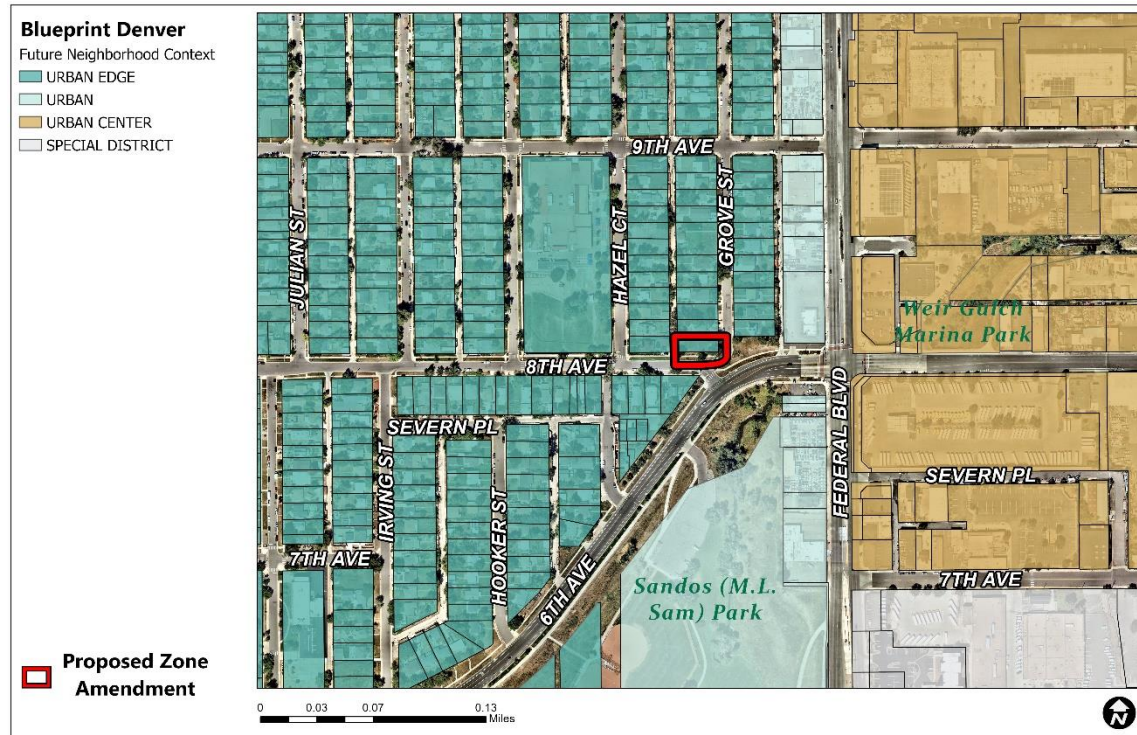 Blueprint Denver
Future Neighborhood Context
URBAN EDGE
URBAN
URBAN CENTER
SPECIAL DISTRICT
9TH AVE
JULIAN ST
HAZEL CT
GROVE ST
Weir Gulch
Marina Park
8TH AVE
SEVERN PL
IRVING ST
HOOKER ST
FEDERAL BLVD
SEVERN PL
7TH AVE
6TH AVE
7TH AVE
Sandos (M.L.
Sam) Park
Proposed Zone
Amendment
0 0.03 0.07 0.13
Miles
N